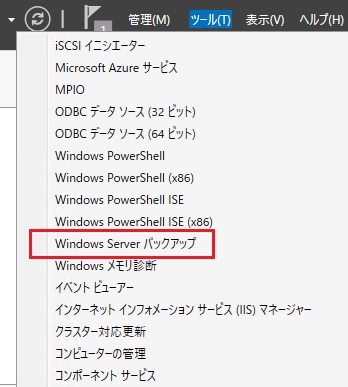 管理(M) ツール(T) 表示(V) ヘルプ(H)
1
iSCSI イニシエーター
Microsoft Azure サービス
MPIO
ODBC データ ソース (32 ビット)
ODBC データ ソース (64 ビット)
Windows PowerShell
Windows PowerShell (x86)
Windows PowerShell ISE
Windows PowerShell ISE (x86)
Windows Server バックアップ
Windows メモリ診断
イベント ビューアー
インターネット インフォメーション サービス (IIS) マネージャー
クラスター対応更新
コンピューターの管理
コンポーネント サービス